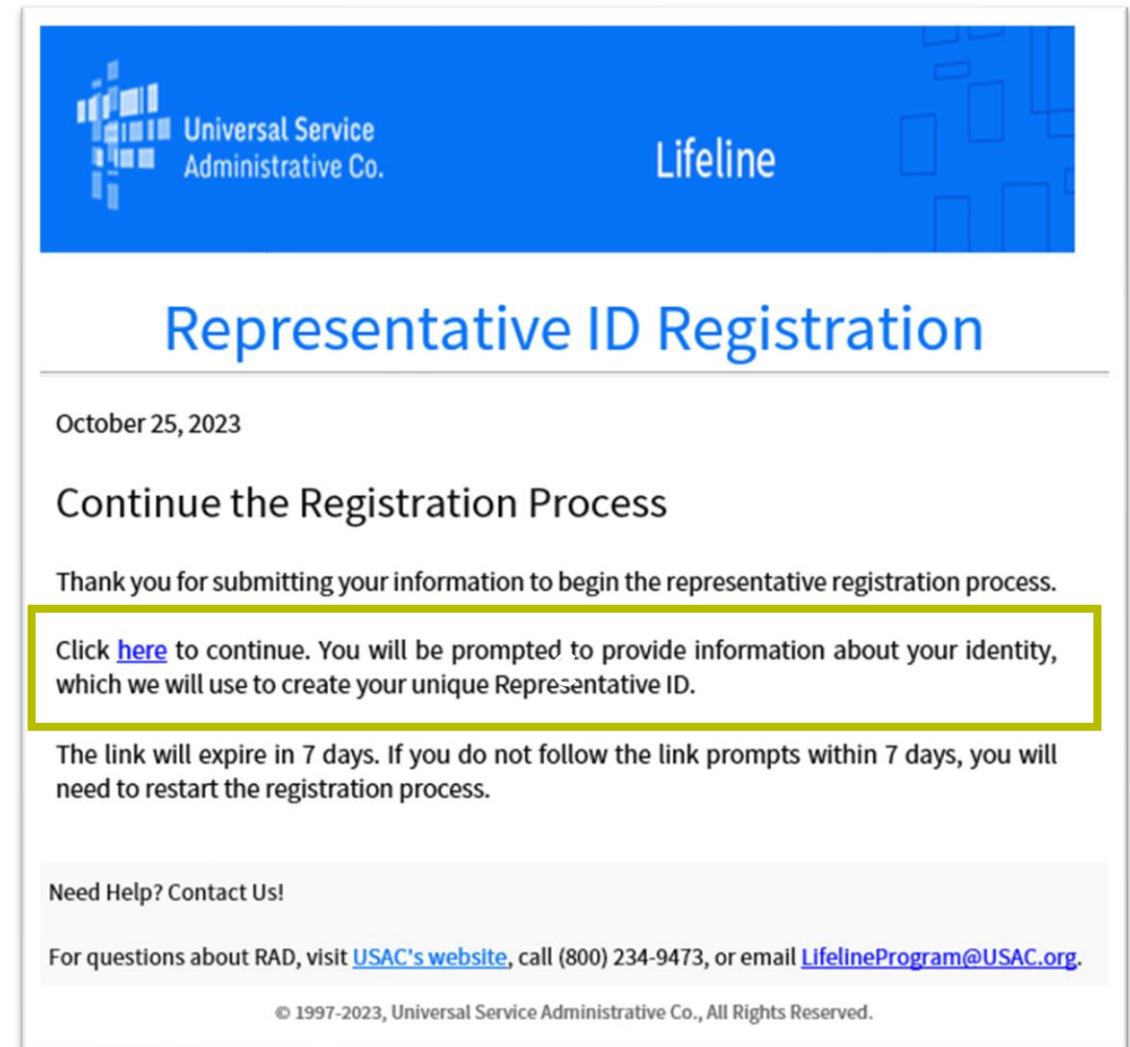 Universal Service
Administrative Co.
Lifeline
Representative ID Registration
October 25, 2023
Continue the Registration Process
Thank you for submitting your information to begin the representative registration process.
Click here to continue. You will be prompted to provide information about your identity,
which we will use to create your unique Representative ID.
The link will expire in 7 days. If you do not follow the link prompts within 7 days, you will
need to restart the registration process.
Need Help? Contact Us!
For questions about RAD, visit USAC's website, call (800) 234-9473, or email LifelineProgram@USAC.org.
© 1997-2023, Universal Service Administrative Co., All Rights Reserved.